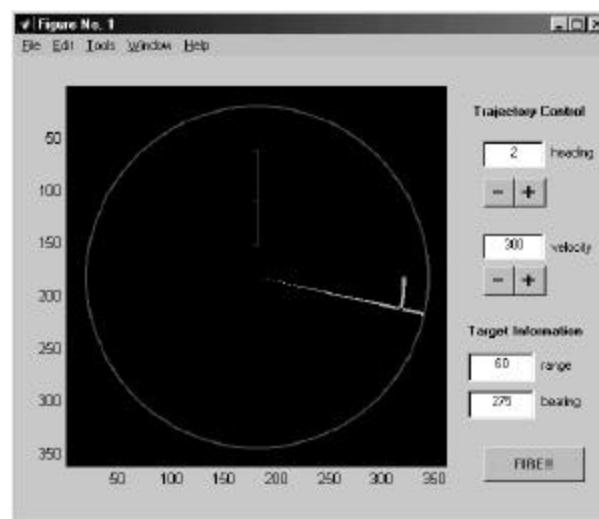 Figure No. 1
File Edit Tools Window Help
Trajectory Control
2 heading
- +
300 velocity
- +
Target Information
60 range
275 bearing
FIRE!!!
50
100
150
200
250
300
350
50 100 150 200 250 300 350